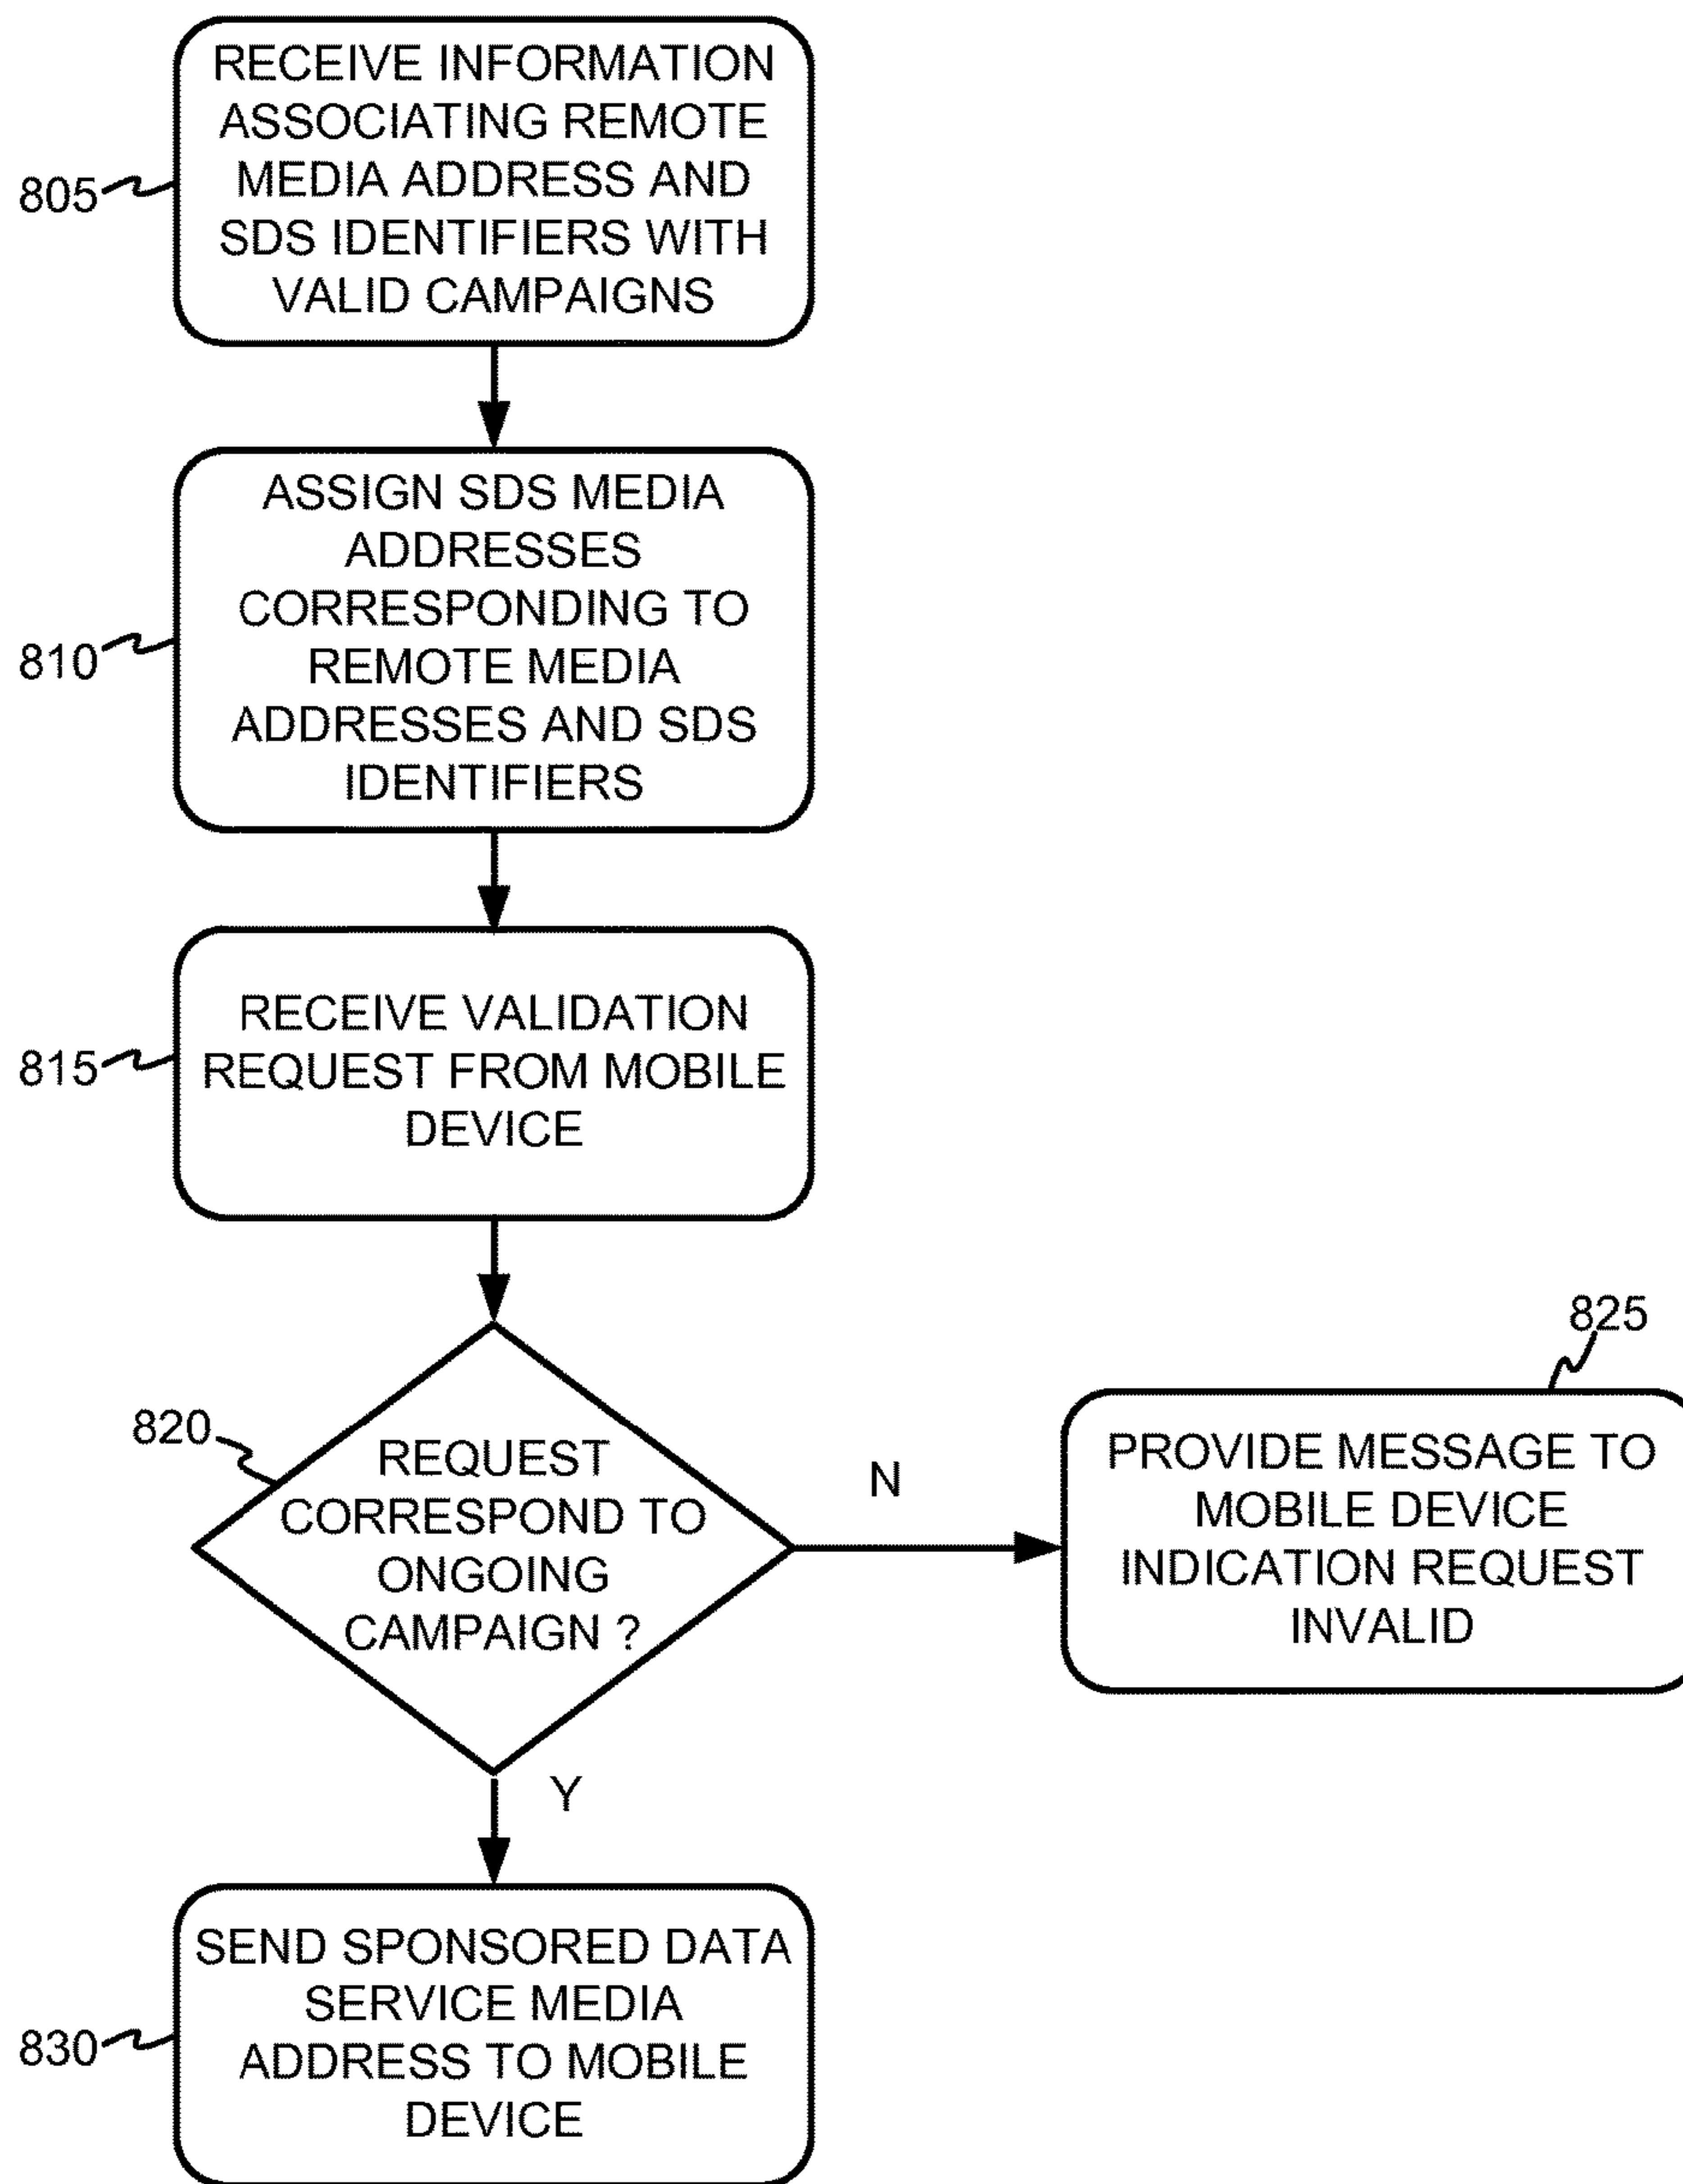 RECEIVE INFORMATION
ASSOCIATING REMOTE
MEDIA ADDRESS AND
SDS IDENTIFIERS WITH
VALID CAMPAIGNS
805
ASSIGN SDS MEDIA
ADDRESSES
CORRESPONDING TO
REMOTE MEDIA
ADDRESSES AND SDS
IDENTIFIERS
810
RECEIVE VALIDATION
REQUEST FROM MOBILE
DEVICE
815
820
REQUEST
CORRESPOND TO
ONGOING
CAMPAIGN ?
N
825
PROVIDE MESSAGE TO
MOBILE DEVICE
INDICATION REQUEST
INVALID
Y
SEND SPONSORED DATA
SERVICE MEDIA
ADDRESS TO MOBILE
DEVICE
830